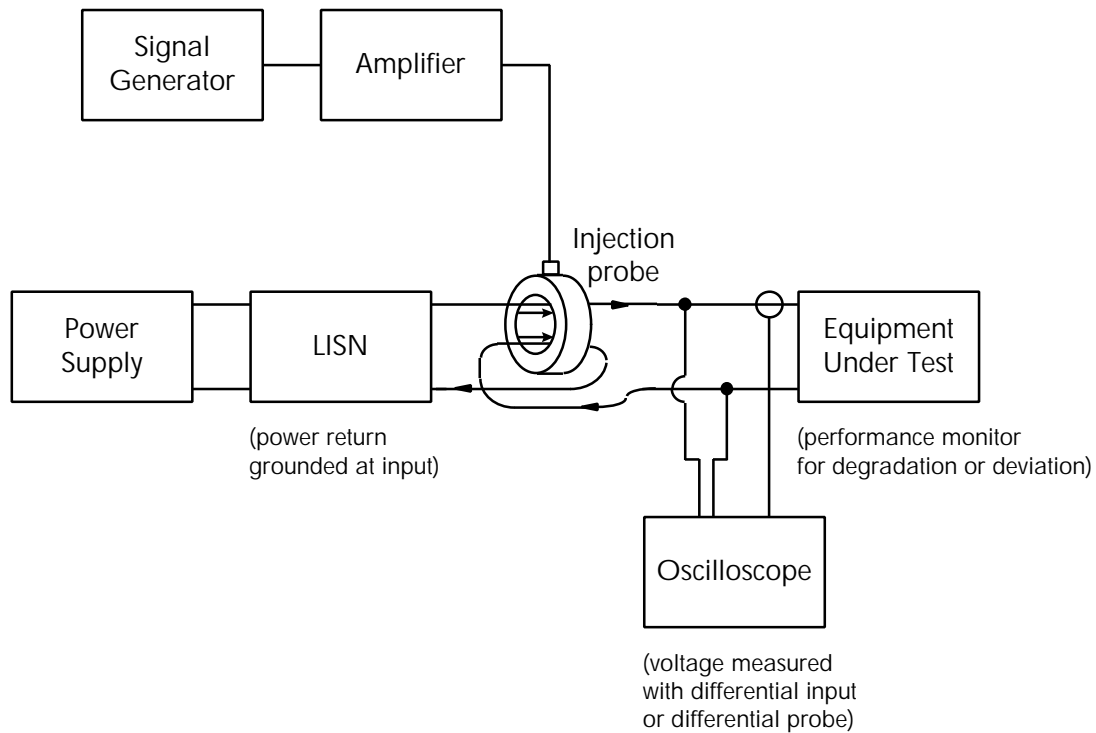 Signal
Generator
Amplifier
Injection
probe
Power
Supply
LISN
Equipment
Under Test
(power return
grounded at input)
(performance monitor
for degradation or deviation)
Oscilloscope
(voltage measured
with differential input
or differential probe)